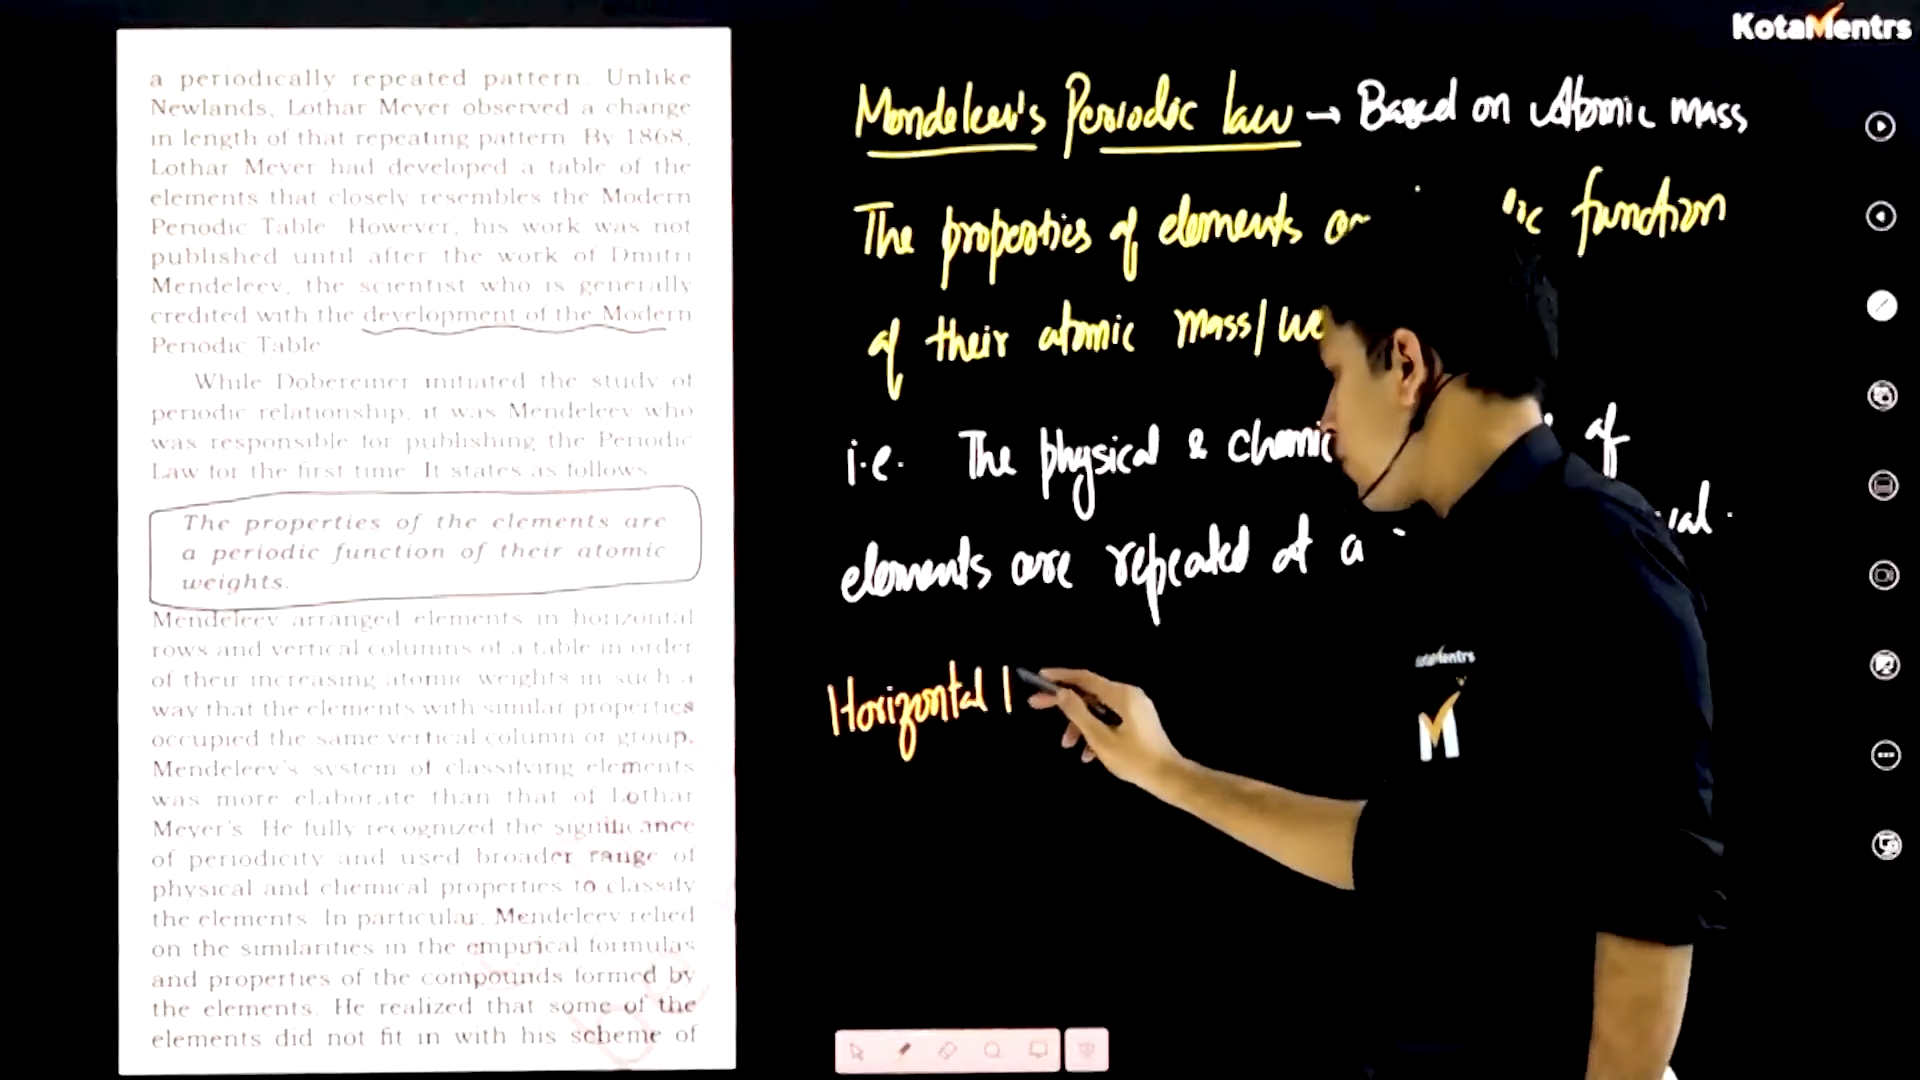 KotaMentrs
a periodically repeated pattern. Unlike
Newlands, Lothar Meyer observed a change
in length of that repeating pattern. By 1868,
Lothar Meyer had developed a table of the
elements that closely resembles the Modern
Periodic Table. However, his work was not
published until after the work of Dmitri
Mendeleev, the scientist who is generally
credited with the development of the Modern
Periodic Table.
While Dobereiner initiated the study of
periodic relationship, it was Mendeleev who
was responsible for publishing the Periodic
Law for the first time. It states as follows
The properties of the elements are
a periodic function of their atomic
weights.
Mendeleev arranged elements in horizontal
rows and vertical columns of a table in order
of their increasing atomic weights in such a
way that the elements with similar properties
occupied the same vertical column or group.
Mendeleev's system of classifying elements
was more elaborate than that of Lothar
Meyer's. He fully recognized the significance
of periodicity and used broader range of
physical and chemical properties to classify
the elements. In particular, Mendeleev relied
on the similarities in the empirical formulas
and properties of the compounds formed by
the elements. He realized that some of the
elements did not fit in with his scheme of
Mendeleev's Periodic law → Based on Atomic mass
The properties of elements function
of their atomic mass/
i.e. The physical & of
elements are repeated at a
Horizontal
KotaMentrs
M